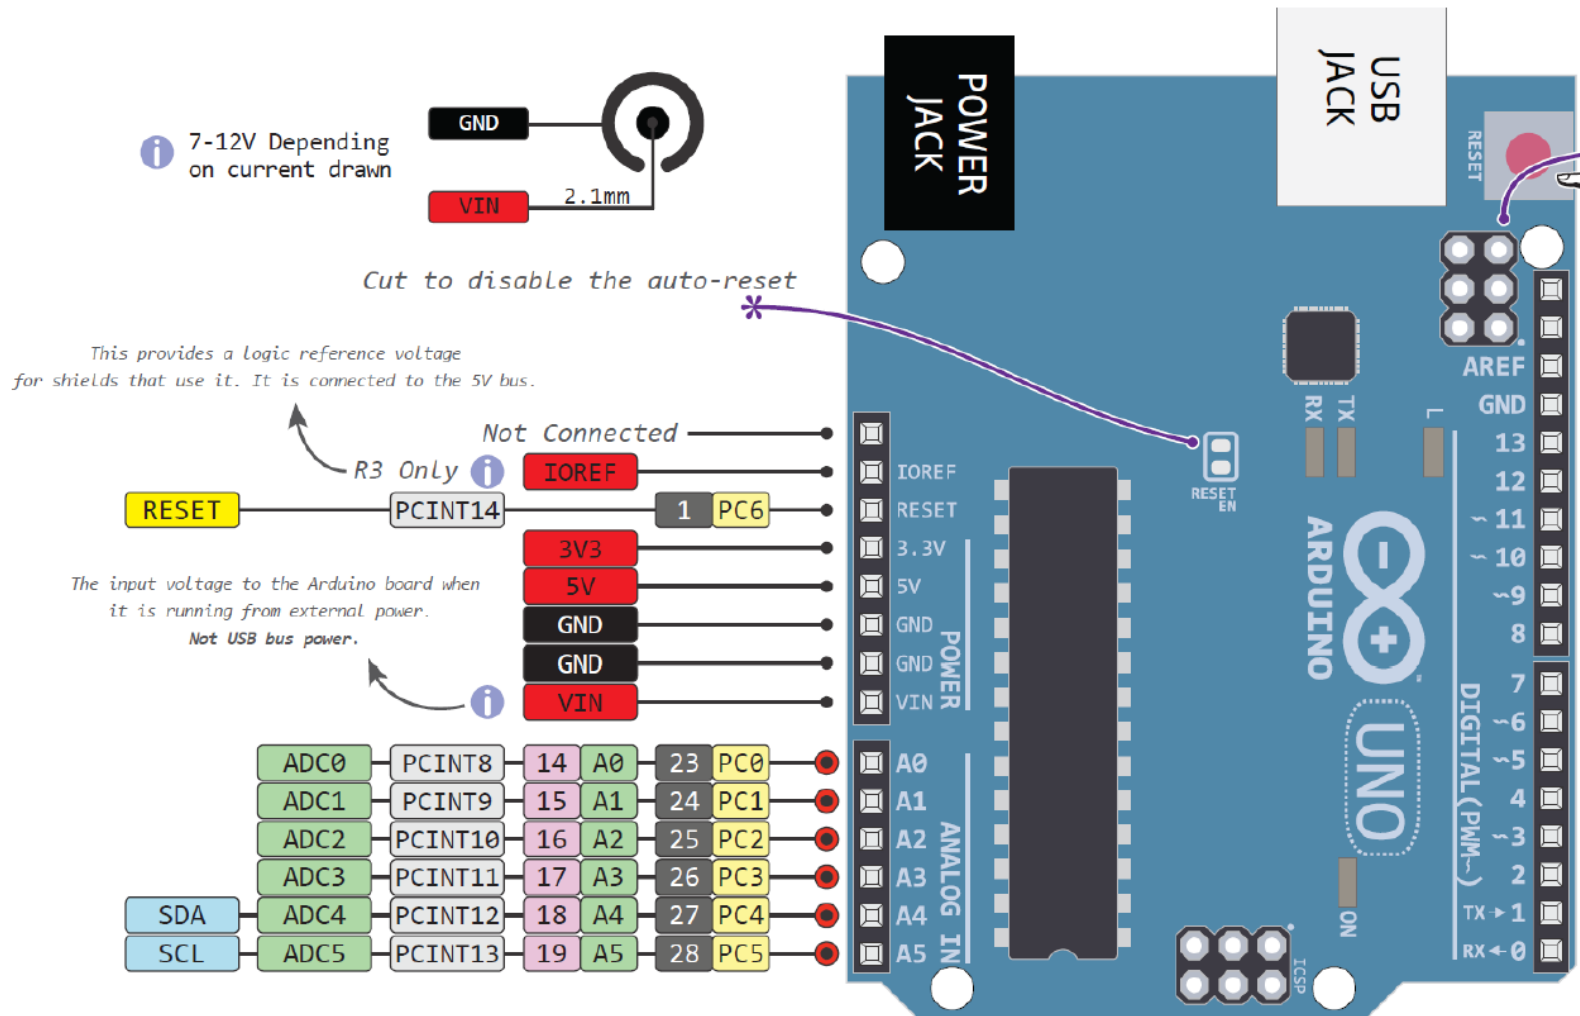 POWER
JACK
USB
JACK
GND
7-12V Depending
on current drawn
VIN
2.1mm
RESET
Cut to disable the auto-reset
*
This provides a logic reference voltage
for shields that use it. It is connected to the 5V bus.
Not Connected
R3 Only
IOREF
RESET PCINT14 1 PC6
3V3
5V
GND
GND
VIN
The input voltage to the Arduino board when
it is running from external power.
Not USB bus power.
ADC0 PCINT8 14 A0 23 PC0
ADC1 PCINT9 15 A1 24 PC1
ADC2 PCINT10 16 A2 25 PC2
ADC3 PCINT11 17 A3 26 PC3
SDA ADC4 PCINT12 18 A4 27 PC4
SCL ADC5 PCINT13 19 A5 28 PC5
IOREF
RESET
3.3V
5V
GND
GND
VIN
POWER
A0
A1
A2
A3
A4
A5
ANALOG IN
RESET
EN
RX
TX
L
ARDUINO
™
UNO
ON
ICSP
AREF
GND
13
12
~11
~10
~9
8
7
~6
~5
4
~3
2
TX→1
RX←0
DIGITAL(PWM~)